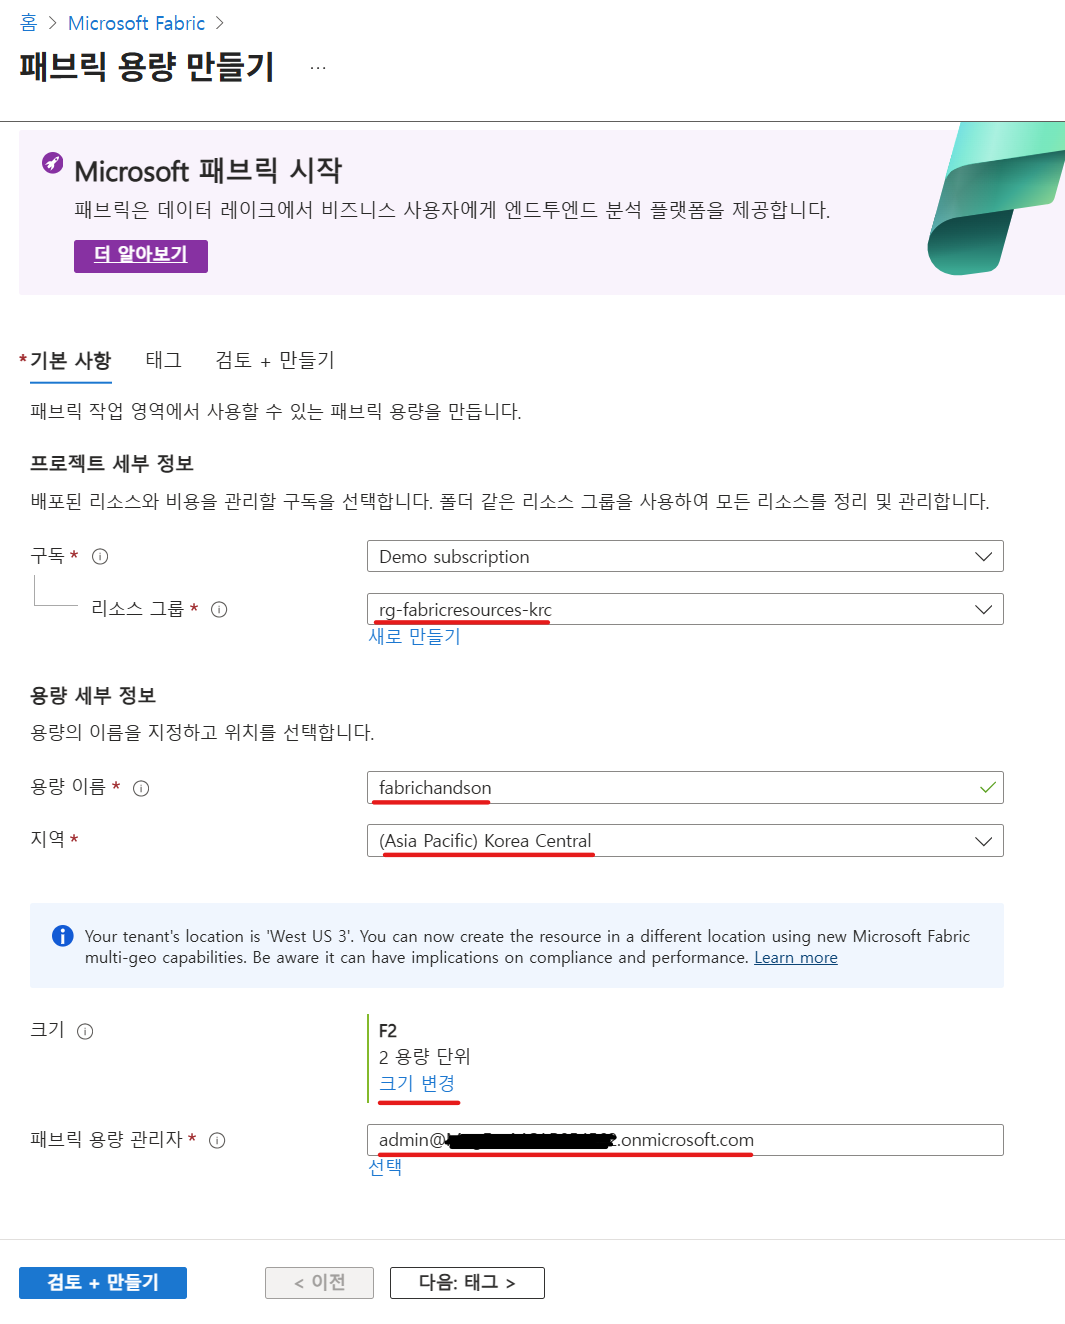 홈 > Microsoft Fabric >
패브릭 용량 만들기 ...
Microsoft 패브릭 시작
패브릭은 데이터 레이크에서 비즈니스 사용자에게 엔드투엔드 분석 플랫폼을 제공합니다.
더 알아보기
* 기본 사항 태그 검토 + 만들기
패브릭 작업 영역에서 사용할 수 있는 패브릭 용량을 만듭니다.
프로젝트 세부 정보
배포된 리소스와 비용을 관리할 구독을 선택합니다. 폴더 같은 리소스 그룹을 사용하여 모든 리소스를 정리 및 관리합니다.
구독 * Demo subscription
리소스 그룹 * rg-fabricresources-krc
새로 만들기
용량 세부 정보
용량의 이름을 지정하고 위치를 선택합니다.
용량 이름 * fabrichandson
지역 * (Asia Pacific) Korea Central
Your tenant's location is 'West US 3'. You can now create the resource in a different location using new Microsoft Fabric
multi-geo capabilities. Be aware it can have implications on compliance and performance. Learn more
크기 F2
2 용량 단위
크기 변경
패브릭 용량 관리자 * admin@ .onmicrosoft.com
선택
검토 + 만들기 < 이전 다음: 태그 >